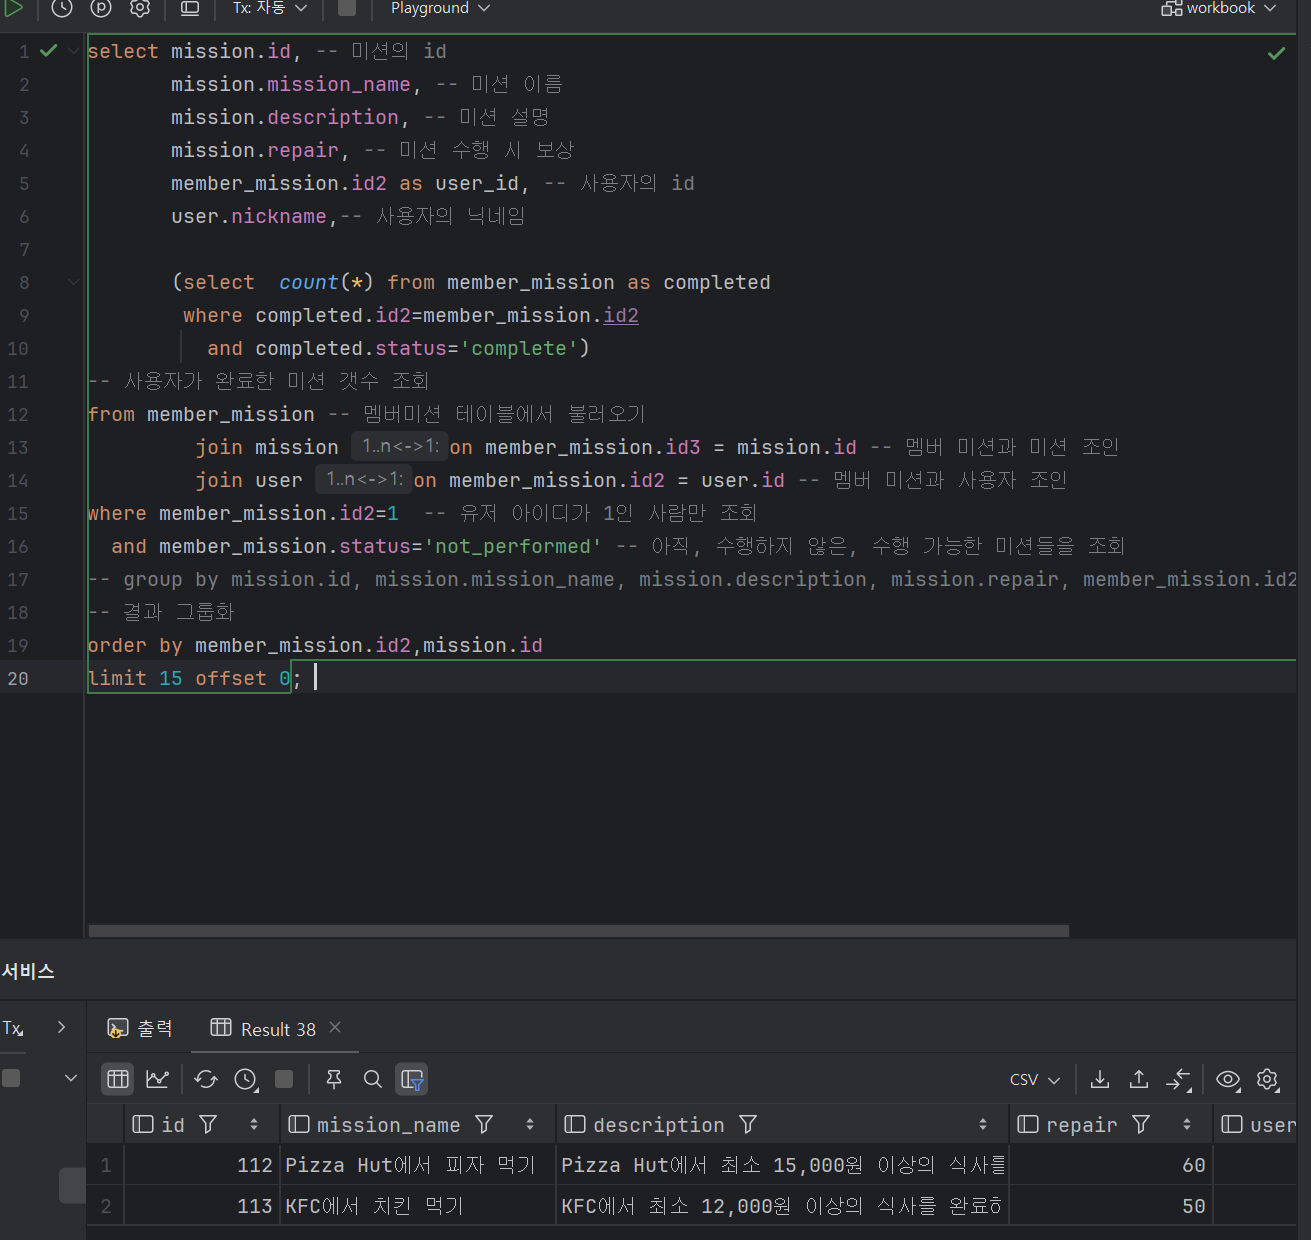 Tx: 자동
Playground
workbook
1 select mission.id, -- 미션의 id
2 mission.mission_name, -- 미션 이름
3 mission.description, -- 미션 설명
4 mission.repair, -- 미션 수행 시 보상
5 member_mission.id2 as user_id, -- 사용자의 id
6 user.nickname,-- 사용자의 닉네임
7
8 (select  count(*) from member_mission as completed
9 where completed.id2=member_mission.id2
10 and completed.status='complete')
11 -- 사용자가 완료한 미션 갯수 조회
12 from member_mission -- 멤버미션 테이블에서 불러오기
13 join mission 1..n<->1: on member_mission.id3 = mission.id -- 멤버 미션과 미션 조인
14 join user 1..n<->1: on member_mission.id2 = user.id -- 멤버 미션과 사용자 조인
15 where member_mission.id2=1  -- 유저 아이디가 1인 사람만 조회
16 and member_mission.status='not_performed' -- 아직, 수행하지 않은, 수행 가능한 미션들을 조회
17 -- group by mission.id, mission.mission_name, mission.description, mission.repair, member_mission.id2
18 -- 결과 그룹화
19 order by member_mission.id2,mission.id
20 limit 15 offset 0;
서비스
Tx
출력
Result 38
CSV
id mission_name description repair user
1 112 Pizza Hut에서 피자 먹기 Pizza Hut에서 최소 15,000원 이상의 식사를 60
2 113 KFC에서 치킨 먹기 KFC에서 최소 12,000원 이상의 식사를 완료하 50